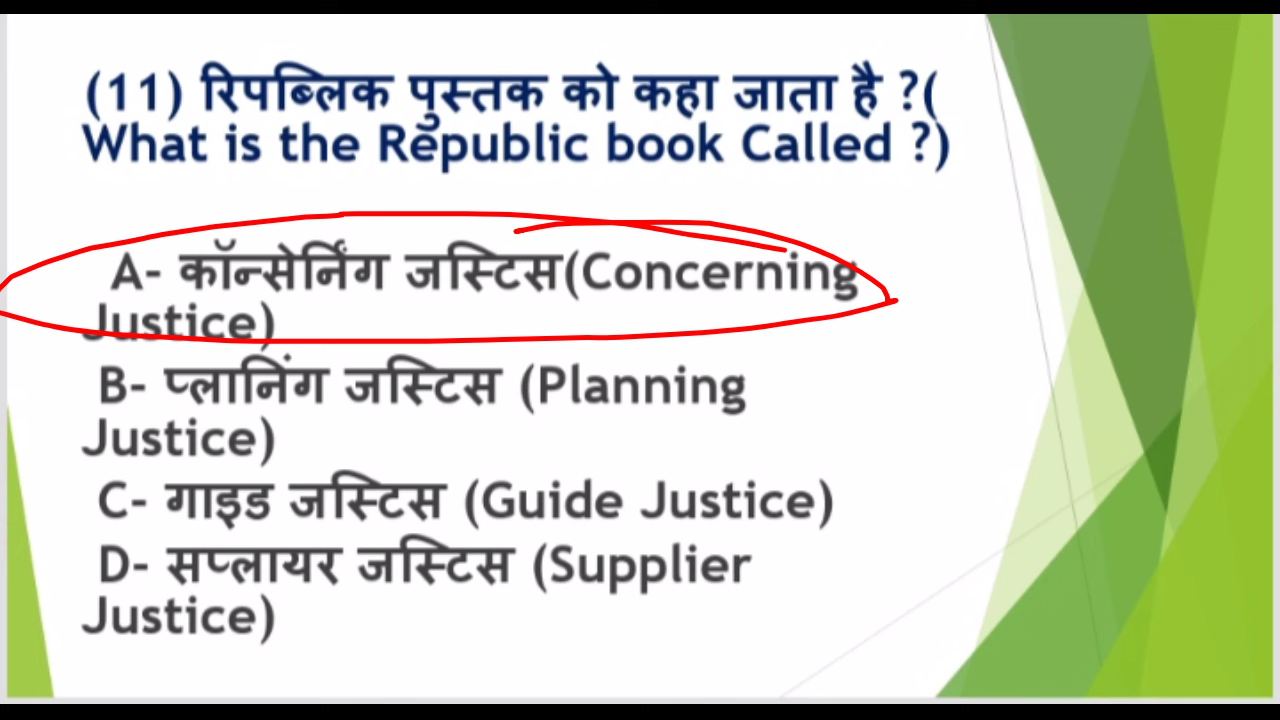 (11) रिपब्लिक पुस्तक को कहा जाता है ?(
What is the Republic book Called ?)
A- कॉन्सेर्निंग जस्टिस(Concerning
Justice)
B- प्लानिंग जस्टिस (Planning
Justice)
C- गाइड जस्टिस (Guide Justice)
D- सप्लायर जस्टिस (Supplier
Justice)